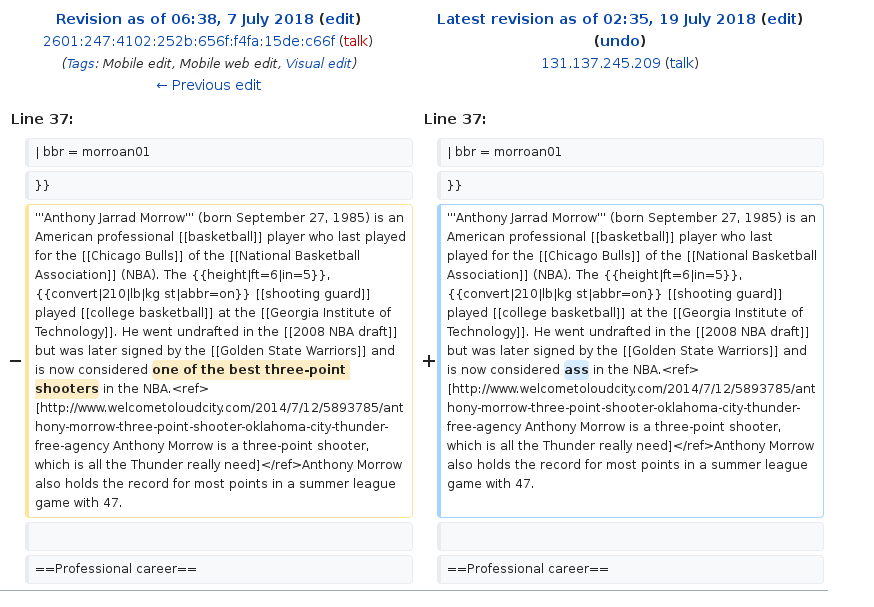 Revision as of 06:38, 7 July 2018 (edit)
2601:247:4102:252b:656f:f4fa:15de:c66f (talk)
(Tags: Mobile edit, Mobile web edit, Visual edit)
← Previous edit
Latest revision as of 02:35, 19 July 2018 (edit)
(undo)
131.137.245.209 (talk)
Line 37:
Line 37:
| bbr = morroan01
| bbr = morroan01
}}
}}
−
'''Anthony Jarrad Morrow''' (born September 27, 1985) is an
American professional [[basketball]] player who last played
for the [[Chicago Bulls]] of the [[National Basketball
Association]] (NBA). The {{height|ft=6|in=5}},
{{convert|210|lb|kg st|abbr=on}} [[shooting guard]]
played [[college basketball]] at the [[Georgia Institute of
Technology]]. He went undrafted in the [[2008 NBA draft]]
but was later signed by the [[Golden State Warriors]] and
is now considered one of the best three-point
shooters in the NBA.<ref>
[http://www.welcometoloudcity.com/2014/7/12/5893785/ant
hony-morrow-three-point-shooter-oklahoma-city-thunder-
free-agency Anthony Morrow is a three-point shooter,
which is all the Thunder really need]</ref>Anthony Morrow
also holds the record for most points in a summer league
game with 47.
+
'''Anthony Jarrad Morrow''' (born September 27, 1985) is an
American professional [[basketball]] player who last
played for the [[Chicago Bulls]] of the [[National Basketball
Association]] (NBA). The {{height|ft=6|in=5}},
{{convert|210|lb|kg st|abbr=on}} [[shooting guard]]
played [[college basketball]] at the [[Georgia Institute of
Technology]]. He went undrafted in the [[2008 NBA draft]]
but was later signed by the [[Golden State Warriors]] and
is now considered ass in the NBA.<ref>
[http://www.welcometoloudcity.com/2014/7/12/5893785/ant
hony-morrow-three-point-shooter-oklahoma-city-thunder-
free-agency Anthony Morrow is a three-point shooter,
which is all the Thunder really need]</ref>Anthony Morrow
also holds the record for most points in a summer league
game with 47.
==Professional career==
==Professional career==